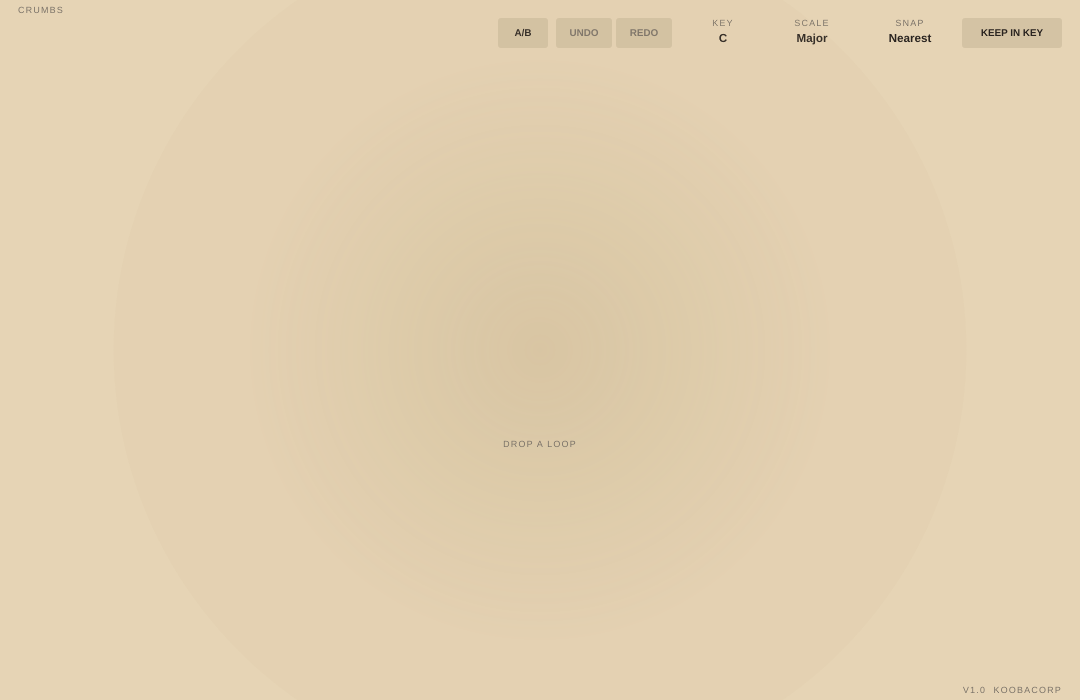 CRUMBS
A/B
UNDO
REDO
KEY
C
SCALE
Major
SNAP
Nearest
KEEP IN KEY
DROP A LOOP
V1.0 KOOBACORP